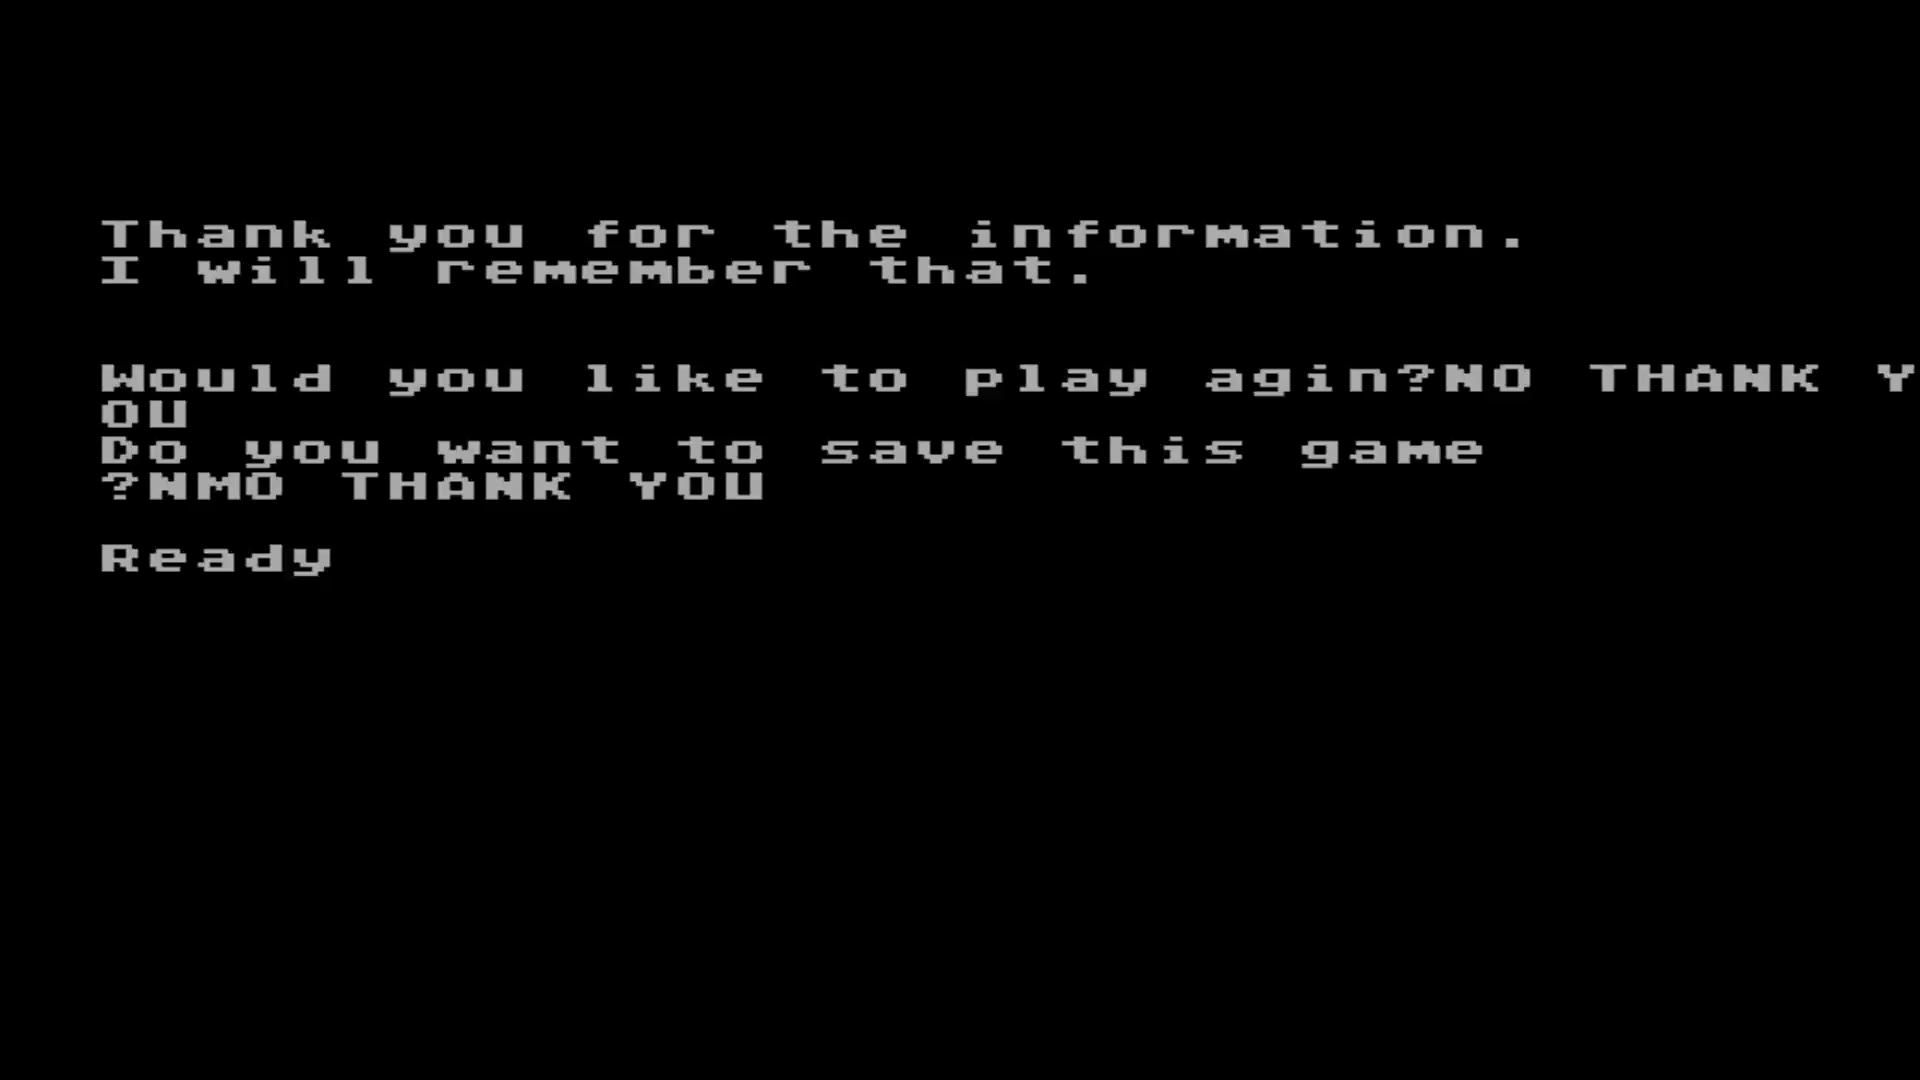 Thank you for the information.
I will remember that.
Would you like to play agin?NO THANK Y
OU
Do you want to save this game
?NMO THANK YOU
Ready